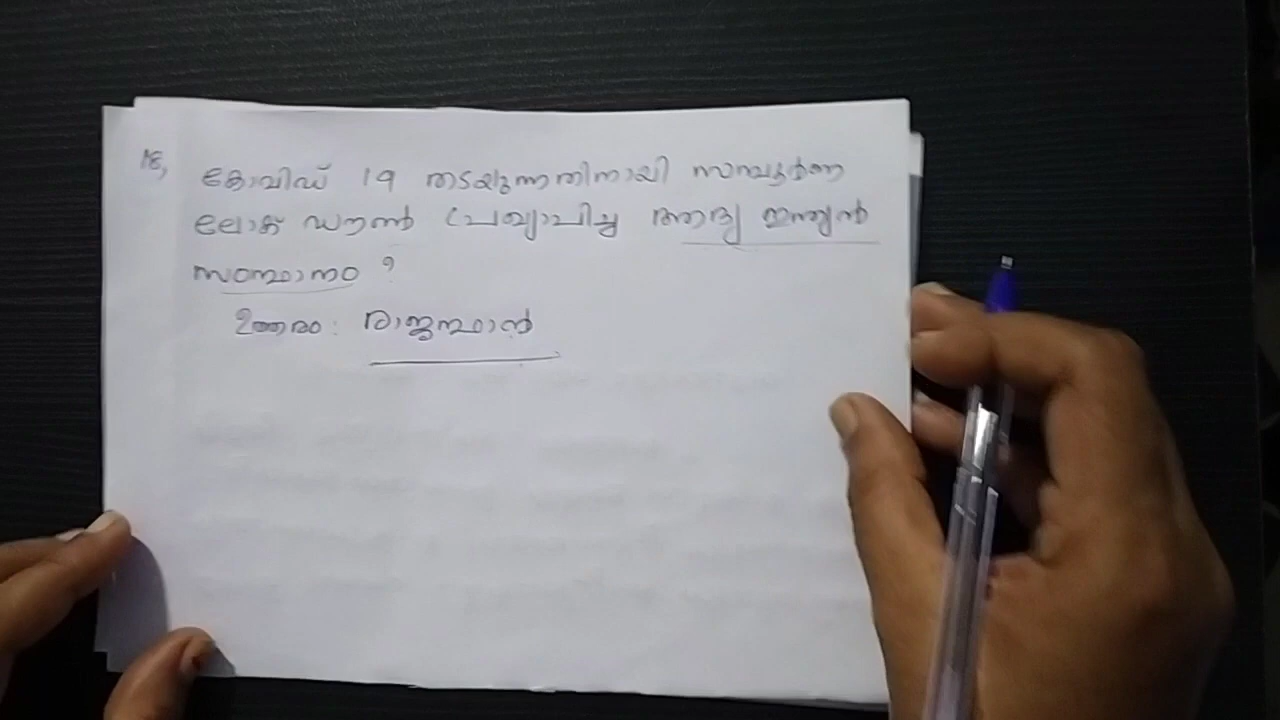 18, കോവിഡ് 19 തടയുന്നതിനായി സമ്പൂർണ
ലോക് ഡൗൺ പ്രഖ്യാപിച്ച ആദ്യ ഇന്ത്യൻ
സംസ്ഥാനം ?
ഉത്തരം : രാജസ്ഥാൻ